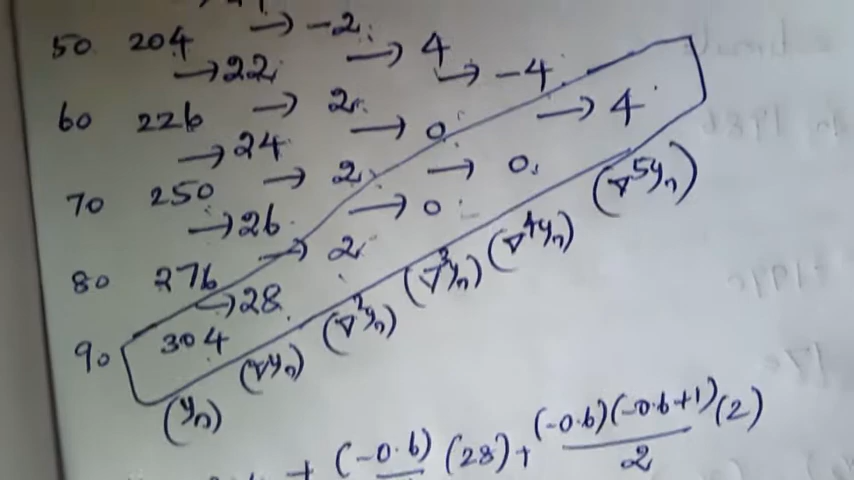 50 204 → -2
→ 22 → 4
→ -4
60 226 → 2
→ 4
→ 24 → 0
70 250 → 2 → 0
→ 26 → 0
80 276 → 2
→ 28
90 304
(yₙ) (∇yₙ) (∇²yₙ) (∇³yₙ) (∇⁴yₙ) (∇⁵yₙ)
+ (-0.6) (28) + (-0.6)(-0.6+1) (2)
2